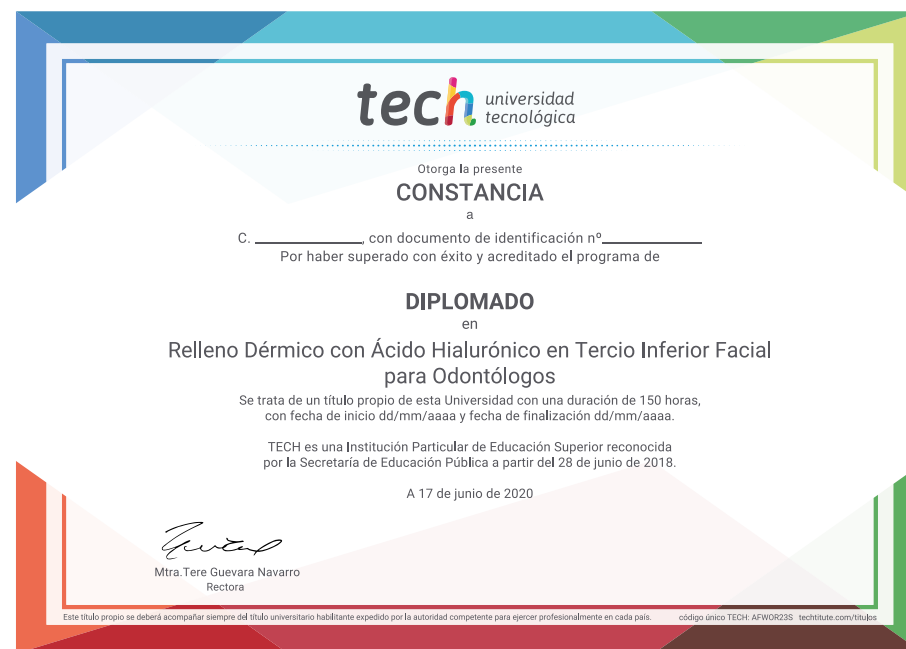 tech universidad
tecnológica
Otorga la presente
CONSTANCIA
a
C. ____________, con documento de identificación nº____________
Por haber superado con éxito y acreditado el programa de
DIPLOMADO
en
Relleno Dérmico con Ácido Hialurónico en Tercio Inferior Facial
para Odontólogos
Se trata de un título propio de esta Universidad con una duración de 150 horas,
con fecha de inicio dd/mm/aaaa y fecha de finalización dd/mm/aaaa.
TECH es una Institución Particular de Educación Superior reconocida
por la Secretaría de Educación Pública a partir del 28 de junio de 2018.
A 17 de junio de 2020
Mtra.Tere Guevara Navarro
Rectora
Este título propio se deberá acompañar siempre del título universitario habilitante expedido por la autoridad competente para ejercer profesionalmente en cada país. código único TECH: AFWOR23S techtitute.com/titulos